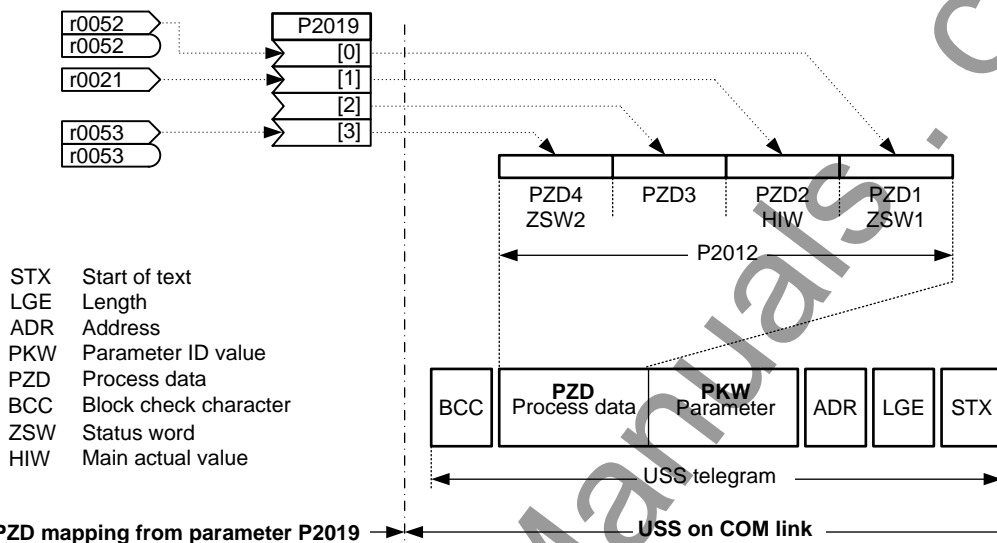 r0052
r0052
r0021
r0053
r0053
P2019
[0]
[1]
[2]
[3]
PZD4 PZD3 PZD2 PZD1
ZSW2 HIW ZSW1
P2012
STX Start of text
LGE Length
ADR Address
PKW Parameter ID value
PZD Process data
BCC Block check character
ZSW Status word
HIW Main actual value
BCC
PZD
Process data
PKW
Parameter
ADR
LGE
STX
USS telegram
PZD mapping from parameter P2019
USS on COM link
Manuals . c